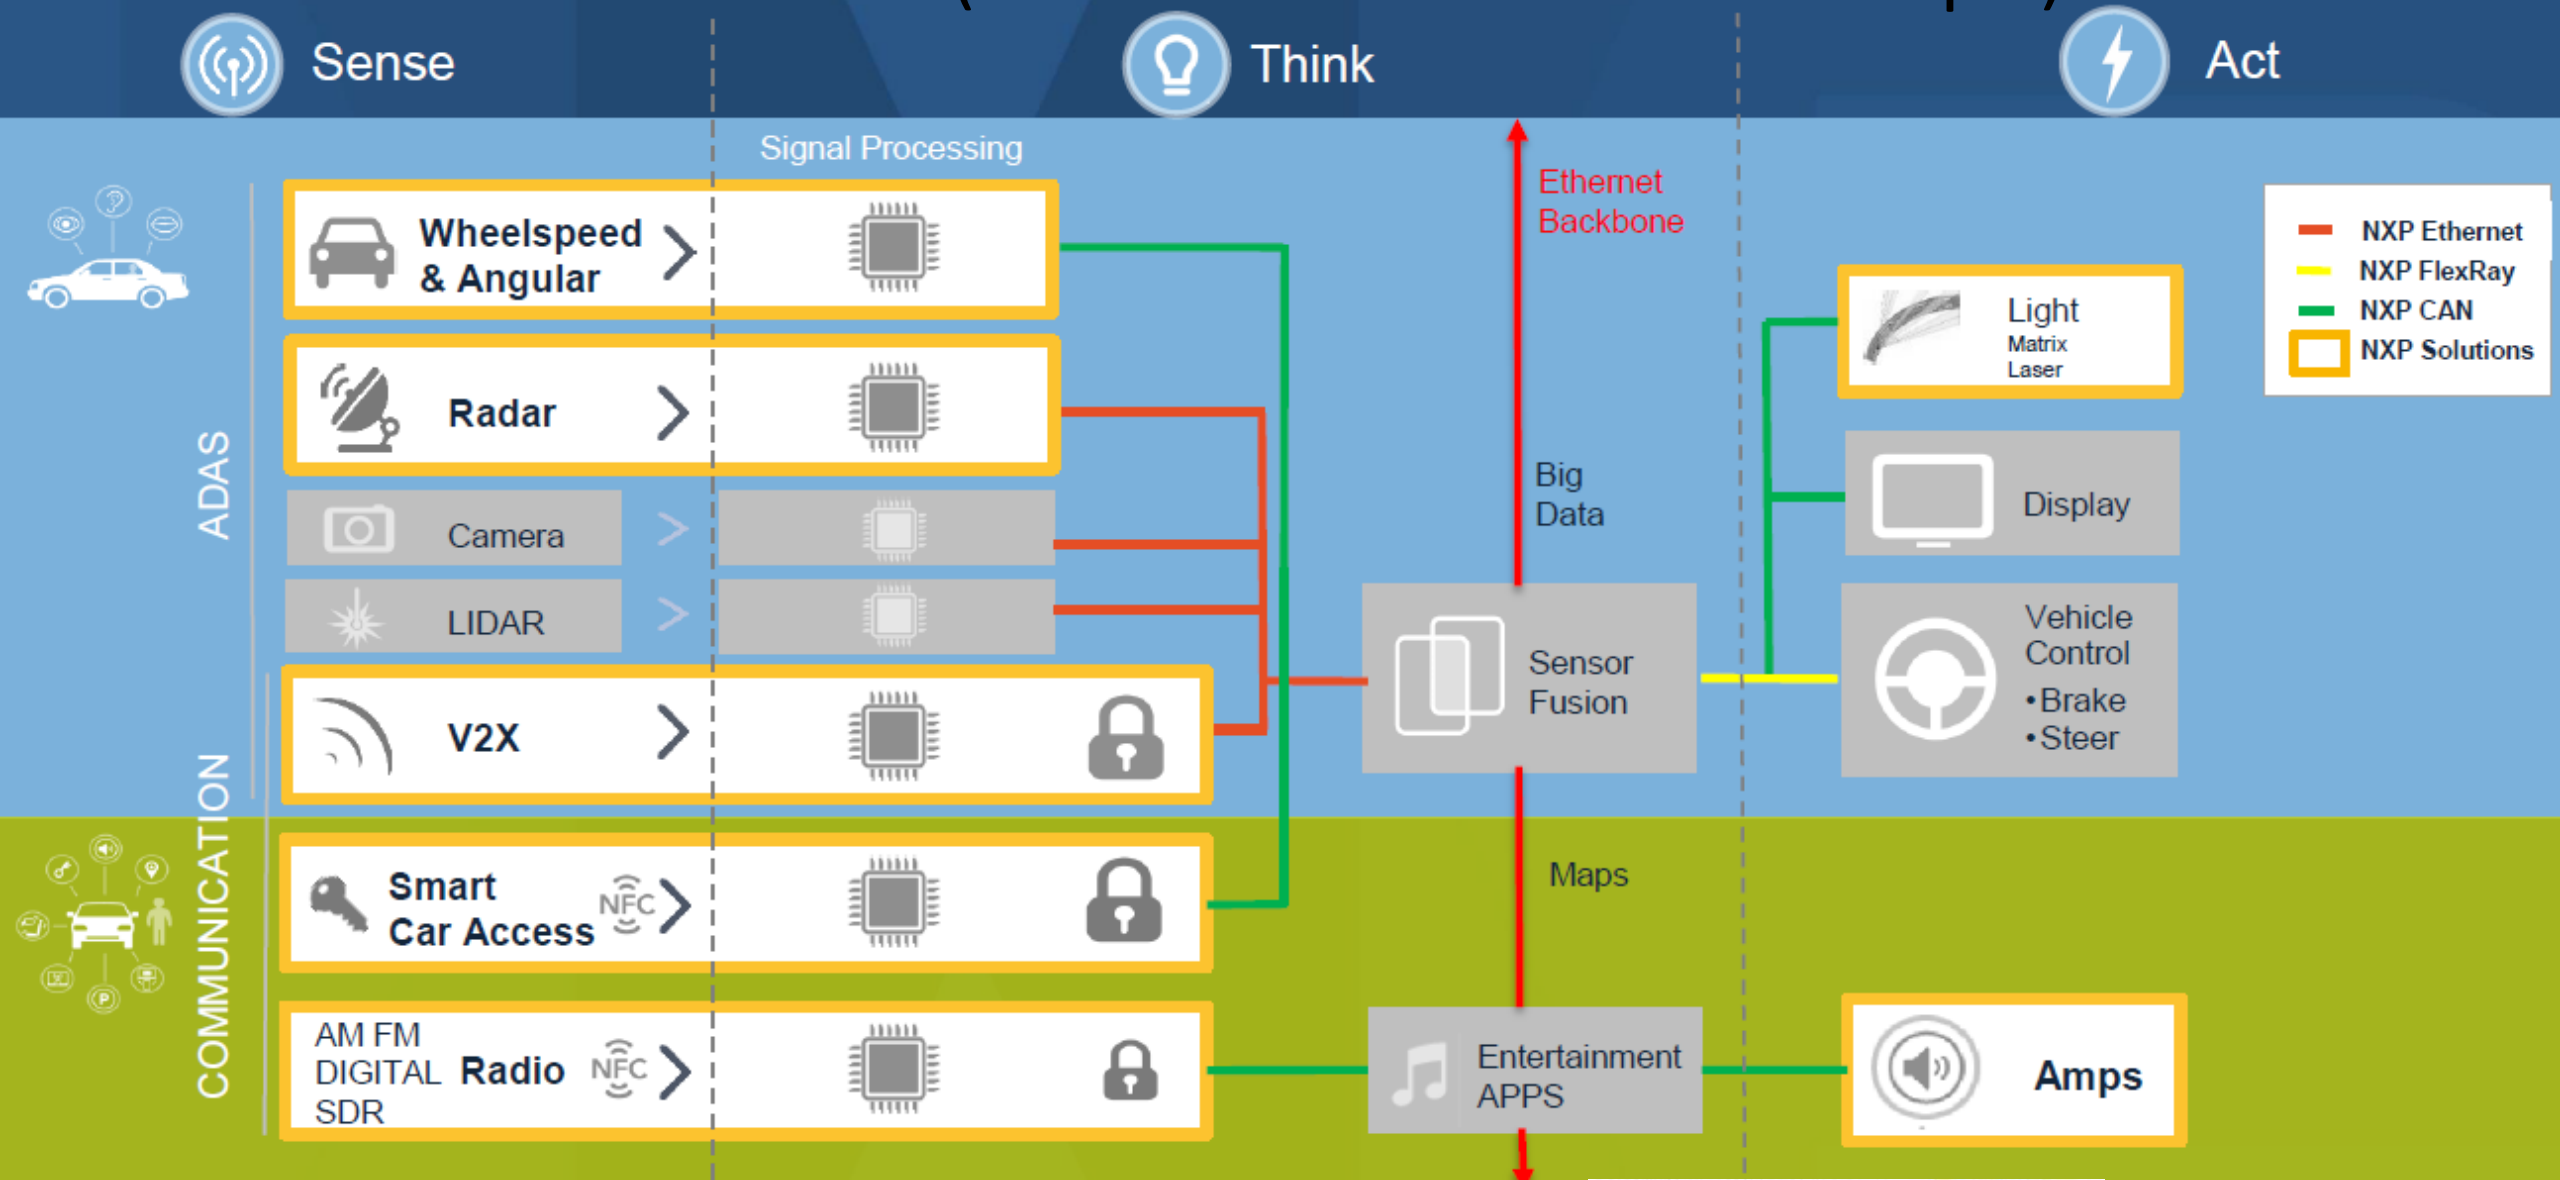 Sense
Think
Act
Signal Processing
Ethernet
Backbone
Wheelspeed
& Angular
NXP Ethernet
NXP FlexRay
NXP CAN
NXP Solutions
Light
Matrix
Laser
Radar
ADAS
Big
Data
Display
Camera
LIDAR
Sensor
Fusion
Vehicle
Control
•Brake
•Steer
V2X
COMMUNICATION
Smart
Car Access
NFC
Maps
AM FM
DIGITAL
SDR
Radio
NFC
Entertainment
APPS
Amps
P